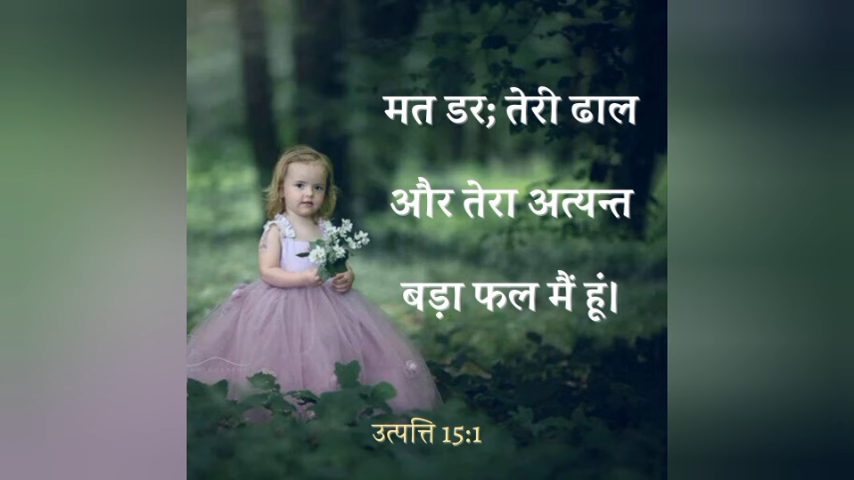 मत डर; तेरी ढाल
और तेरा अत्यन्त
बड़ा फल मैं हूं।
उत्पत्ति 15:1